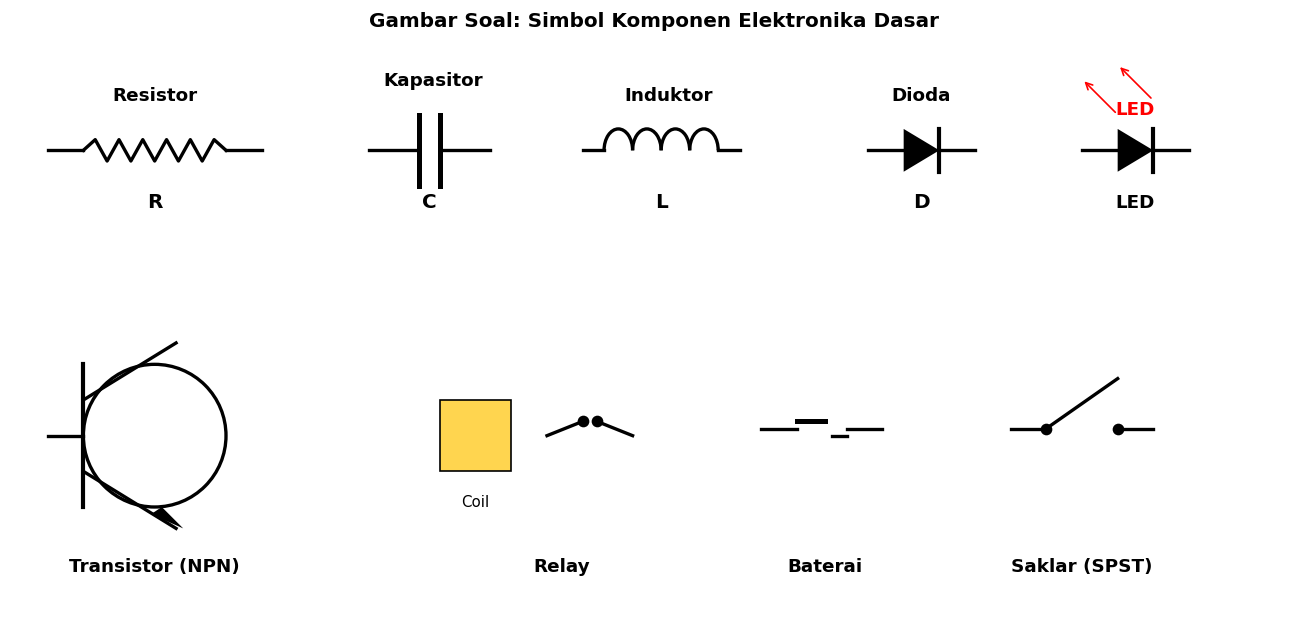 Gambar Soal: Simbol Komponen Elektronika Dasar
Resistor
Kapasitor
Induktor
Dioda
LED
R
C
L
D
LED
Coil
Transistor (NPN)
Relay
Baterai
Saklar (SPST)